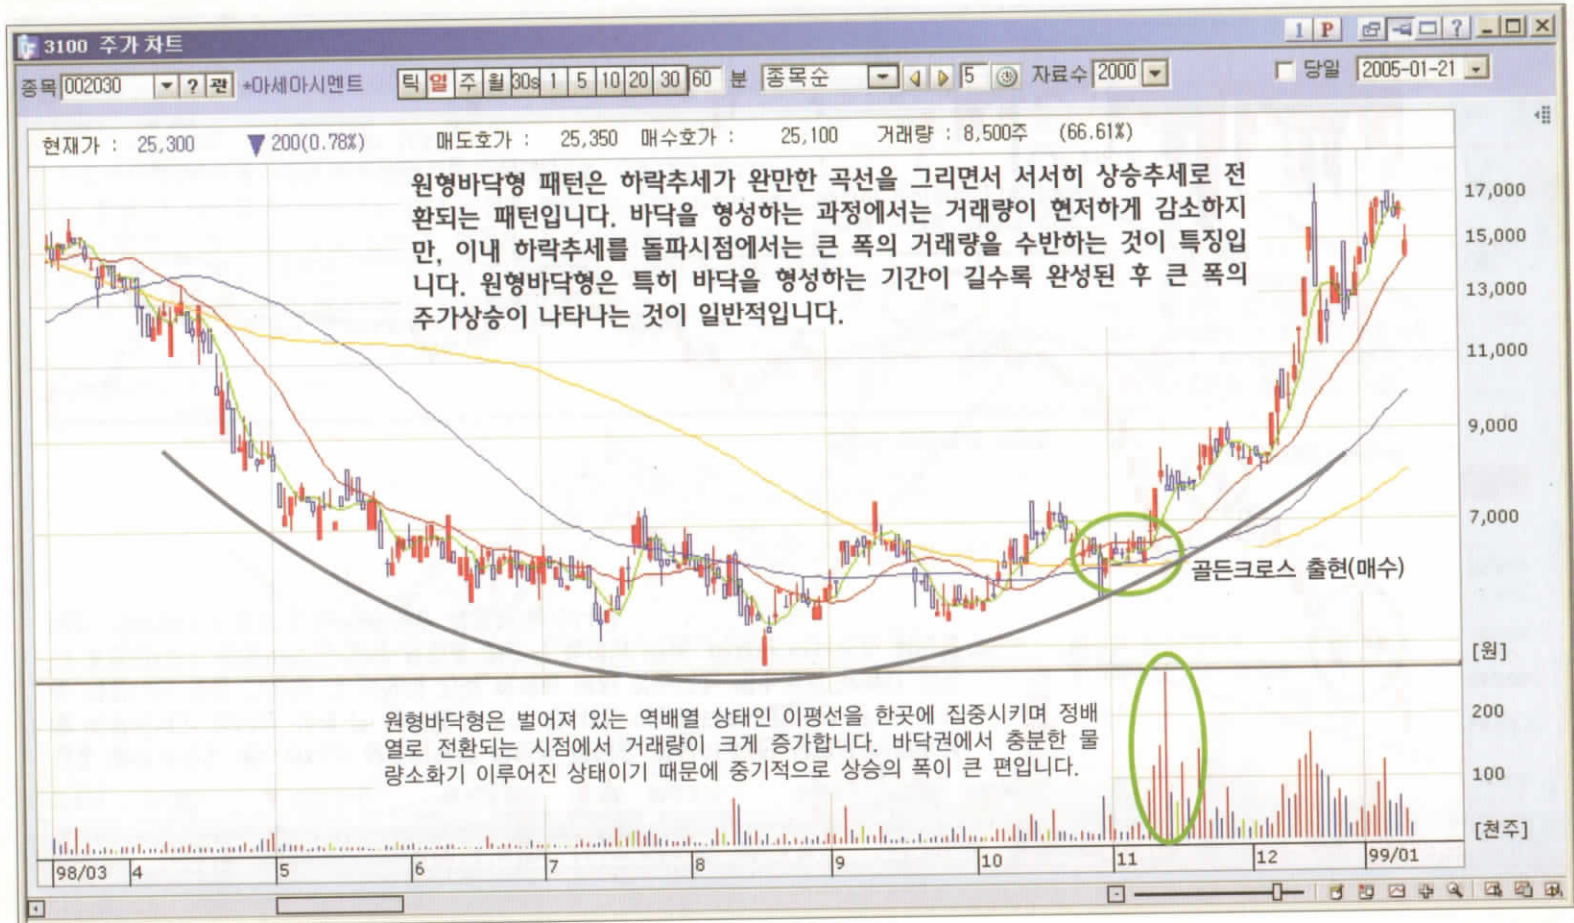 3100 주가 차트
1 P ?
종목 002030 ? 관 *아세아시멘트 틱 일 주 월 30s 1 5 10 20 30 60 분 종목순 5 자료수 2000 당일 2005-01-21
현재가 : 25,300 ▼ 200(0.78%) 매도호가 : 25,350 매수호가 : 25,100 거래량 : 8,500주 (66.61%)
원형바닥형 패턴은 하락추세가 완만한 곡선을 그리면서 서서히 상승추세로 전
환되는 패턴입니다. 바닥을 형성하는 과정에서는 거래량이 현저하게 감소하지
만, 이내 하락추세를 돌파시점에서는 큰 폭의 거래량을 수반하는 것이 특징입
니다. 원형바닥형은 특히 바닥을 형성하는 기간이 길수록 완성된 후 큰 폭의
주가상승이 나타나는 것이 일반적입니다.
17,000
15,000
13,000
11,000
9,000
7,000
골든크로스 출현(매수)
[원]
원형바닥형은 벌어져 있는 역배열 상태인 이평선을 한곳에 집중시키며 정배
열로 전환되는 시점에서 거래량이 크게 증가합니다. 바닥권에서 충분한 물
량소화기 이루어진 상태이기 때문에 중기적으로 상승의 폭이 큰 편입니다.
200
100
[천주]
98/03 4 5 6 7 8 9 10 11 12 99/01